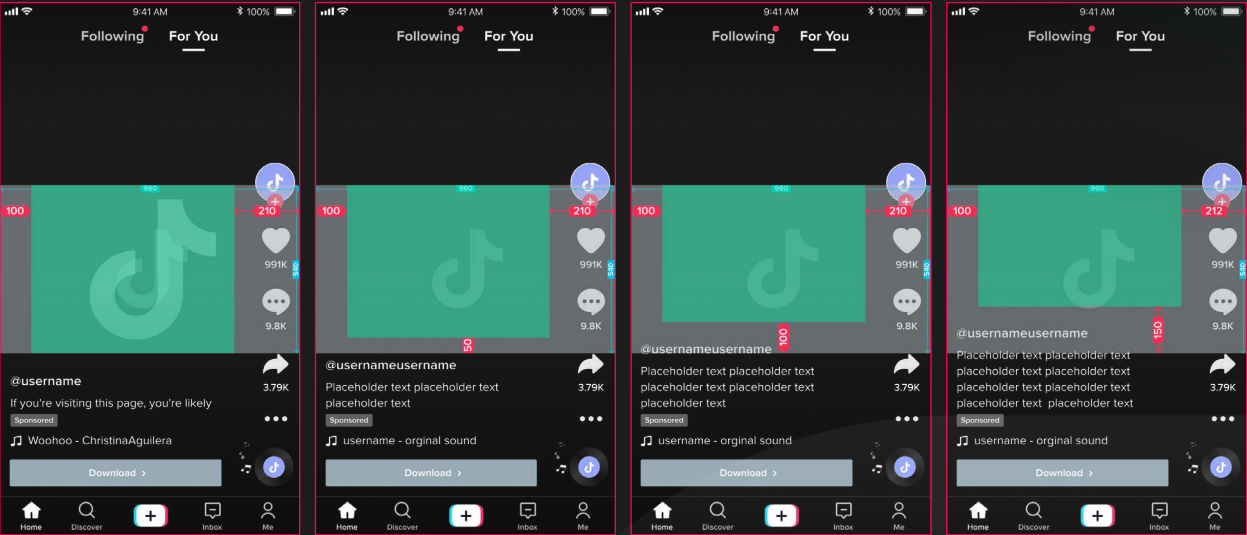 9:41 AM 100%
Following For You
960
100 210
991K
540
9.8K
@username 3.79K
If you're visiting this page, you're likely
Sponsored
Woohoo - ChristinaAguilera
Download >
Home Discover Inbox Me
9:41 AM 100%
Following For You
960
100 210
991K
540
9.8K
50
@usernameusername
Placeholder text placeholder text 3.79K
placeholder text
Sponsored
username - orginal sound
Download >
Home Discover Inbox Me
9:41 AM 100%
Following For You
960
100 210
991K
540
9.8K
100
@usernameusername
Placeholder text placeholder text
placeholder text placeholder text 3.79K
placeholder text
Sponsored
username - orginal sound
Download >
Home Discover Inbox Me
9:41 AM 100%
Following For You
960
100 212
991K
540
9.8K
150
@usernameusername
Placeholder text placeholder text
placeholder text placeholder text
placeholder text placeholder text 3.79K
placeholder text placeholder text
Sponsored
username - orginal sound
Download >
Home Discover Inbox Me